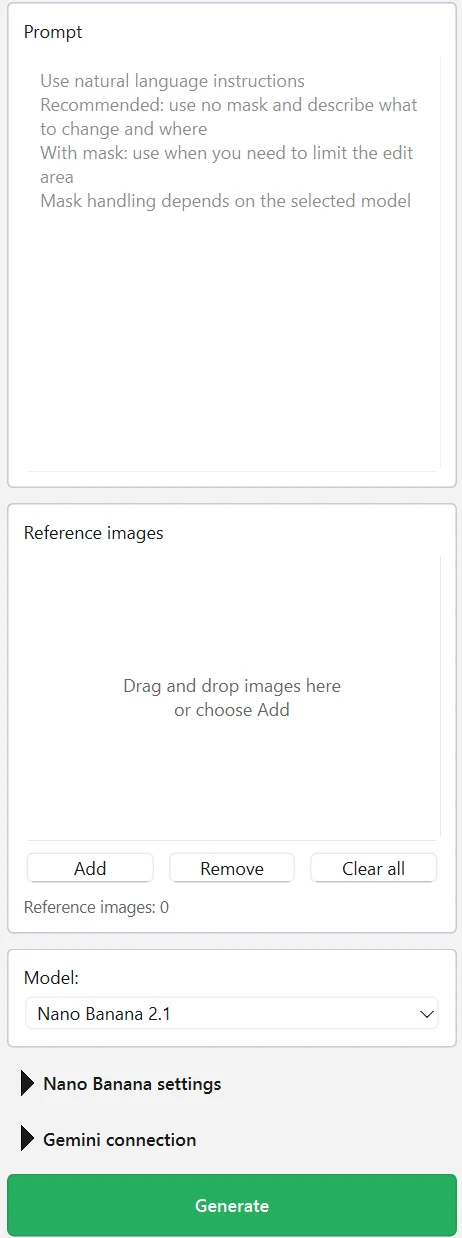 Prompt
Use natural language instructions
Recommended: use no mask and describe what
to change and where
With mask: use when you need to limit the edit
area
Mask handling depends on the selected model
Reference images
Drag and drop images here
or choose Add
Add Remove Clear all
Reference images: 0
Model:
Nano Banana 2.1
Nano Banana settings
Gemini connection
Generate